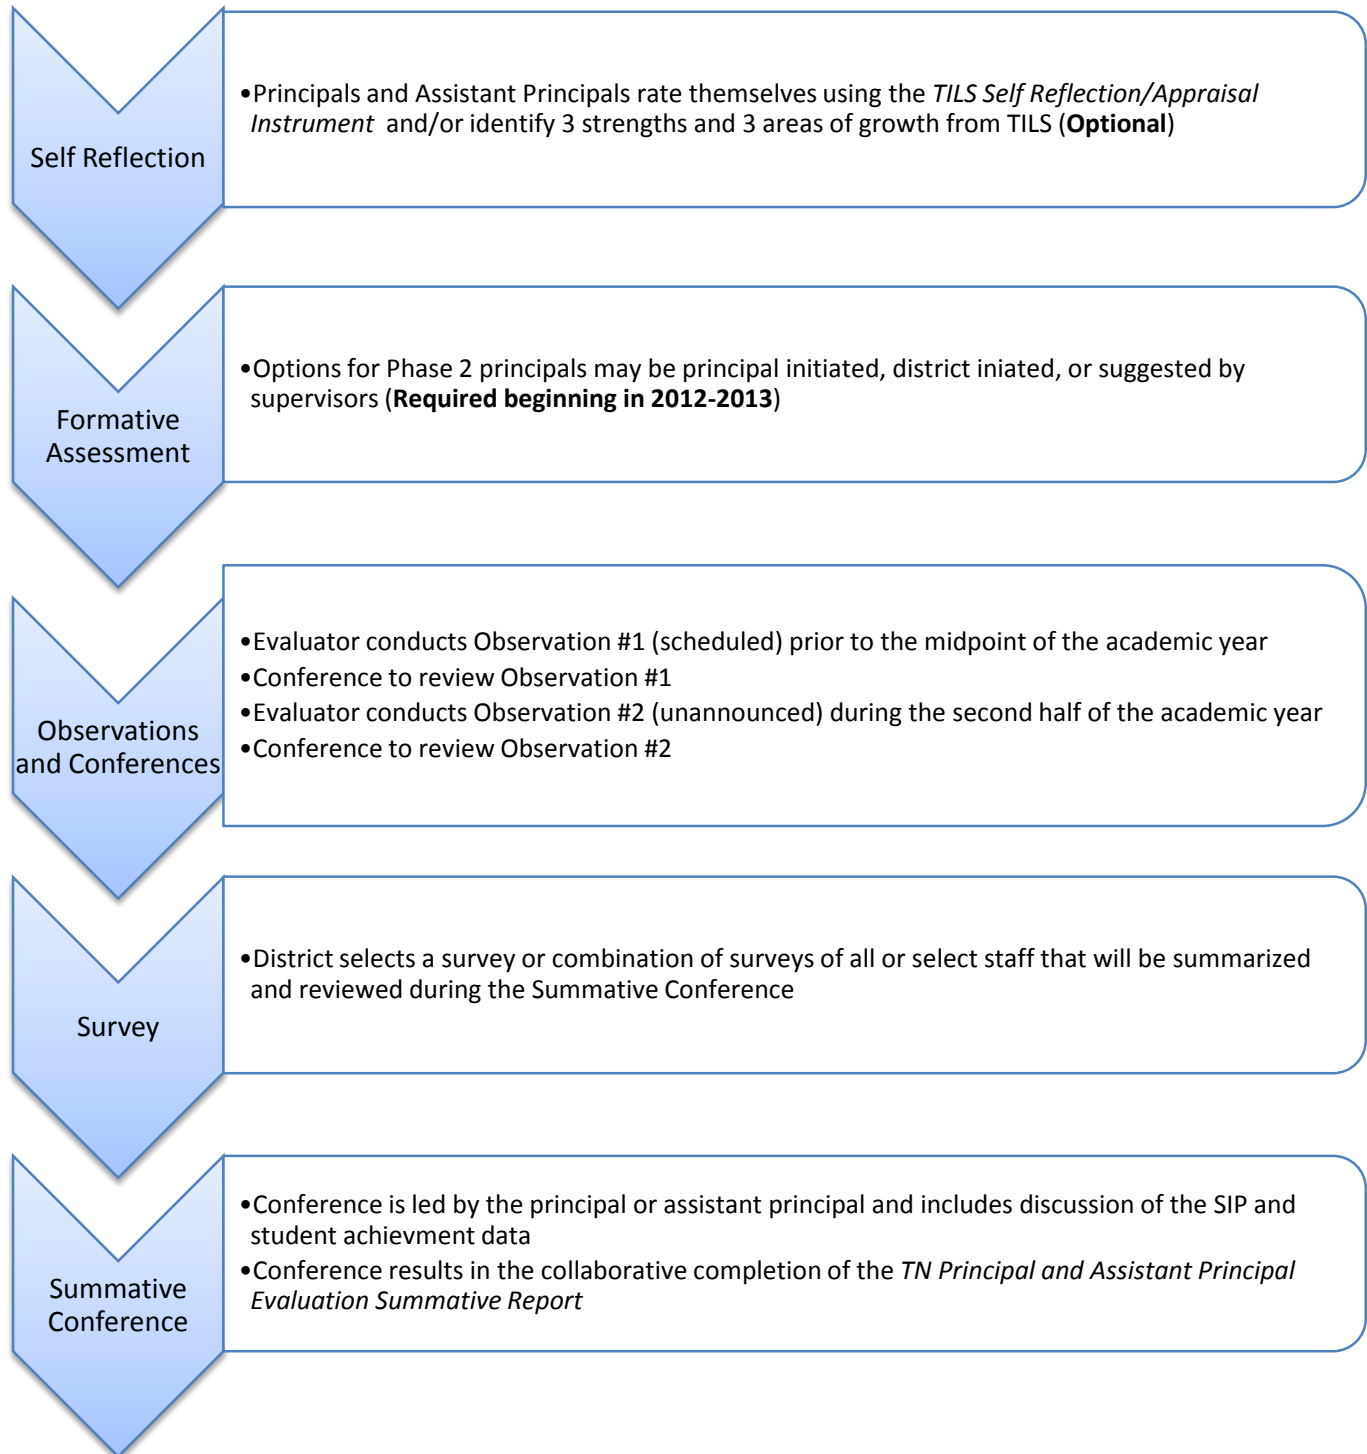 Self Reflection
•Principals and Assistant Principals rate themselves using the TILS Self Reflection/Appraisal
Instrument and/or identify 3 strengths and 3 areas of growth from TILS (Optional)
Formative
Assessment
•Options for Phase 2 principals may be principal initiated, district iniated, or suggested by
supervisors (Required beginning in 2012-2013)
Observations
and Conferences
•Evaluator conducts Observation #1 (scheduled) prior to the midpoint of the academic year
•Conference to review Observation #1
•Evaluator conducts Observation #2 (unannounced) during the second half of the academic year
•Conference to review Observation #2
Survey
•District selects a survey or combination of surveys of all or select staff that will be summarized
and reviewed during the Summative Conference
Summative
Conference
•Conference is led by the principal or assistant principal and includes discussion of the SIP and
student achievment data
•Conference results in the collaborative completion of the TN Principal and Assistant Principal
Evaluation Summative Report